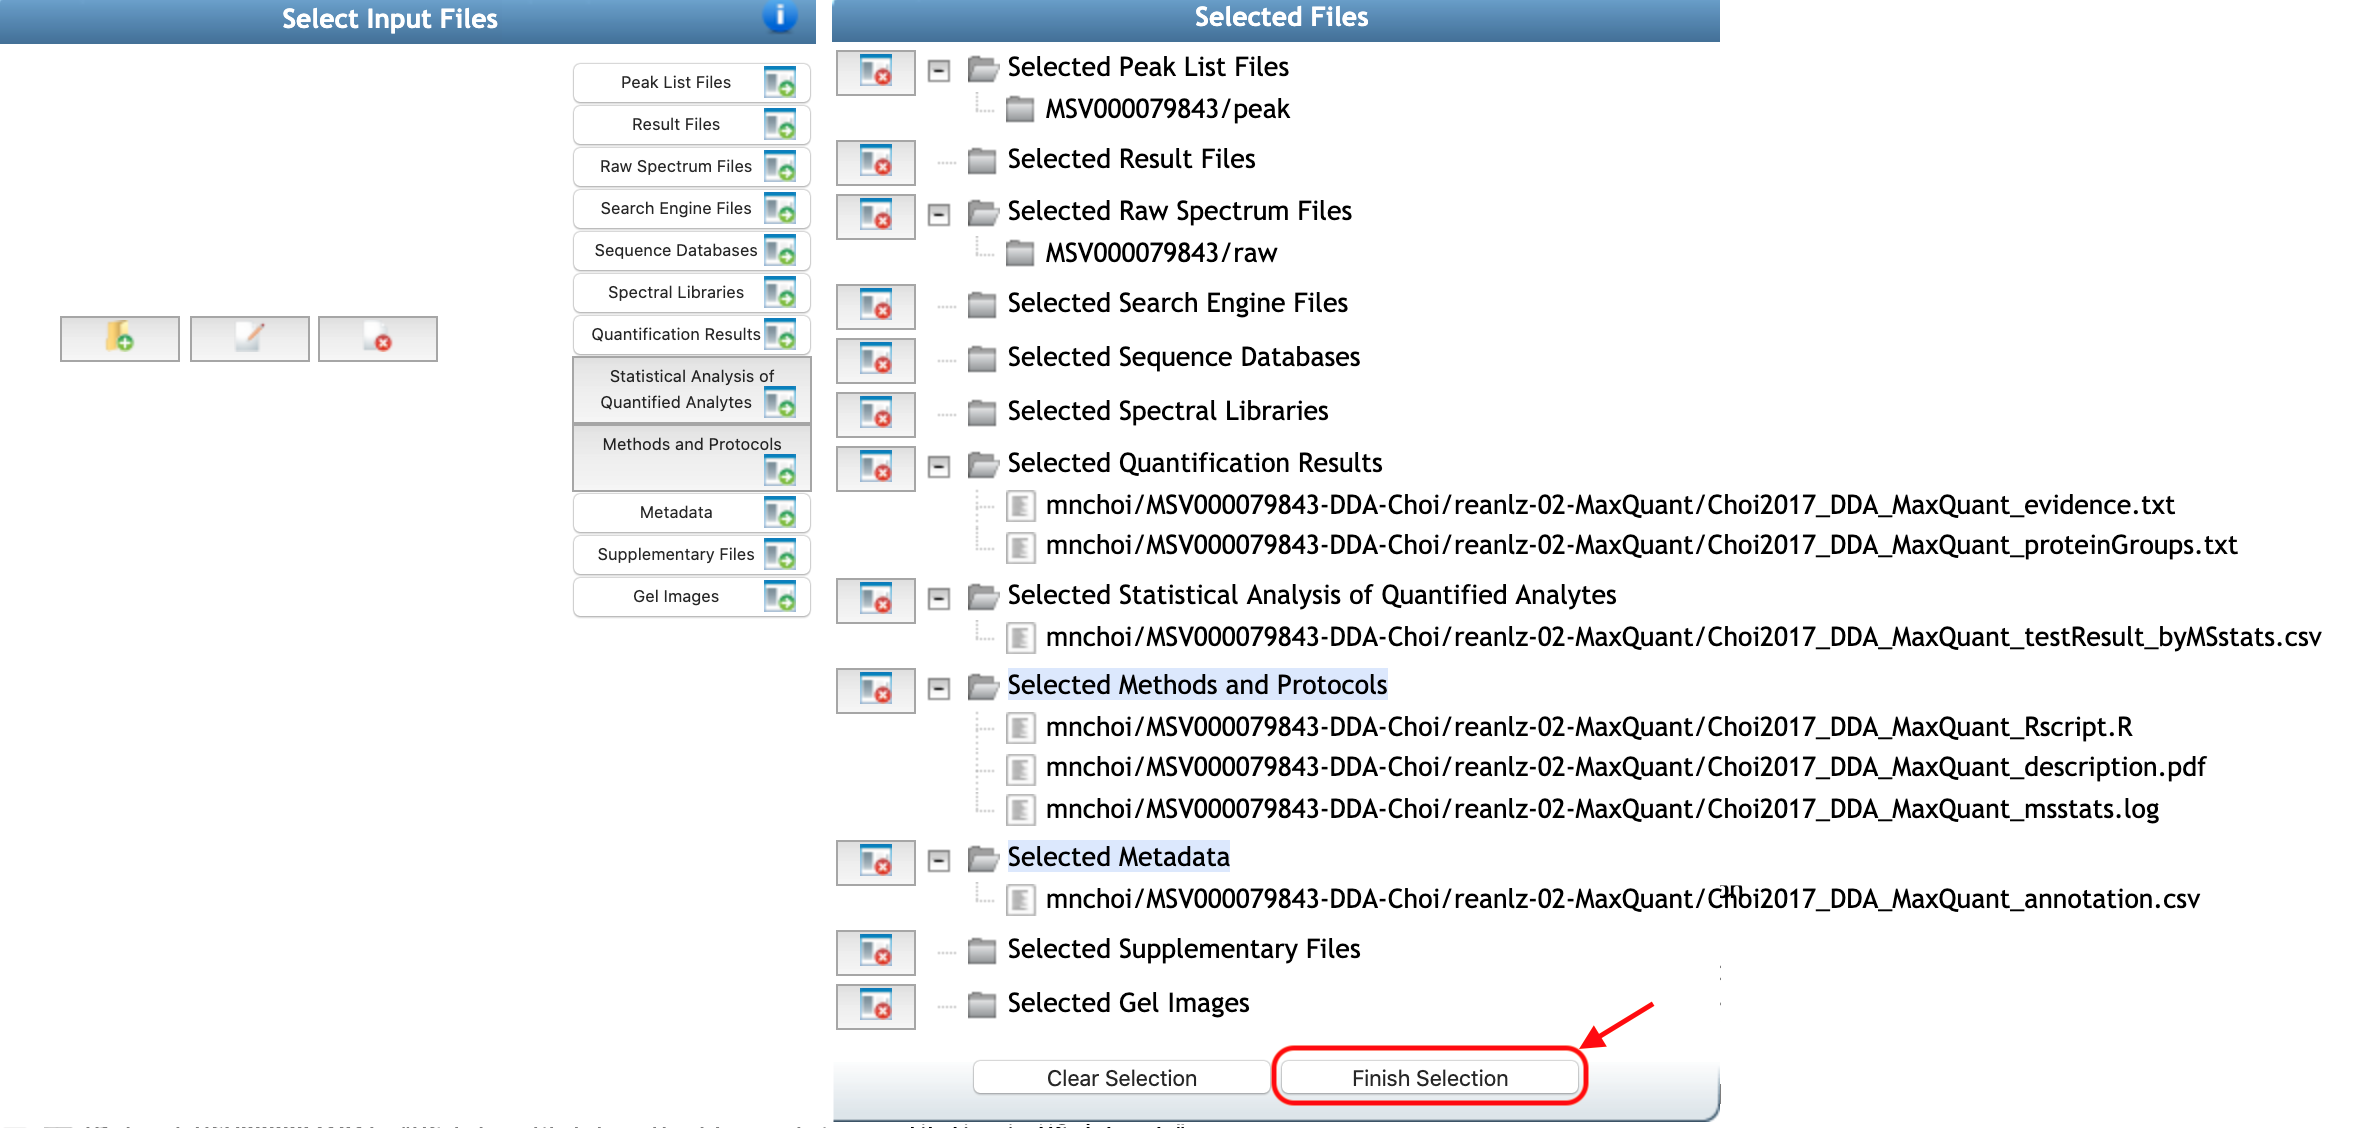 Select Input Files
Peak List Files
Result Files
Raw Spectrum Files
Search Engine Files
Sequence Databases
Spectral Libraries
Quantification Results
Statistical Analysis of
Quantified Analytes
Methods and Protocols
Metadata
Supplementary Files
Gel Images
Selected Files
Selected Peak List Files
MSV000079843/peak
Selected Result Files
Selected Raw Spectrum Files
MSV000079843/raw
Selected Search Engine Files
Selected Sequence Databases
Selected Spectral Libraries
Selected Quantification Results
mnchoi/MSV000079843-DDA-Choi/reanlz-02-MaxQuant/Choi2017_DDA_MaxQuant_evidence.txt
mnchoi/MSV000079843-DDA-Choi/reanlz-02-MaxQuant/Choi2017_DDA_MaxQuant_proteinGroups.txt
Selected Statistical Analysis of Quantified Analytes
mnchoi/MSV000079843-DDA-Choi/reanlz-02-MaxQuant/Choi2017_DDA_MaxQuant_testResult_byMSstats.csv
Selected Methods and Protocols
mnchoi/MSV000079843-DDA-Choi/reanlz-02-MaxQuant/Choi2017_DDA_MaxQuant_Rscript.R
mnchoi/MSV000079843-DDA-Choi/reanlz-02-MaxQuant/Choi2017_DDA_MaxQuant_description.pdf
mnchoi/MSV000079843-DDA-Choi/reanlz-02-MaxQuant/Choi2017_DDA_MaxQuant_msstats.log
Selected Metadata
mnchoi/MSV000079843-DDA-Choi/reanlz-02-MaxQuant/Choi2017_DDA_MaxQuant_annotation.csv
Selected Supplementary Files
Selected Gel Images
Clear Selection
Finish Selection